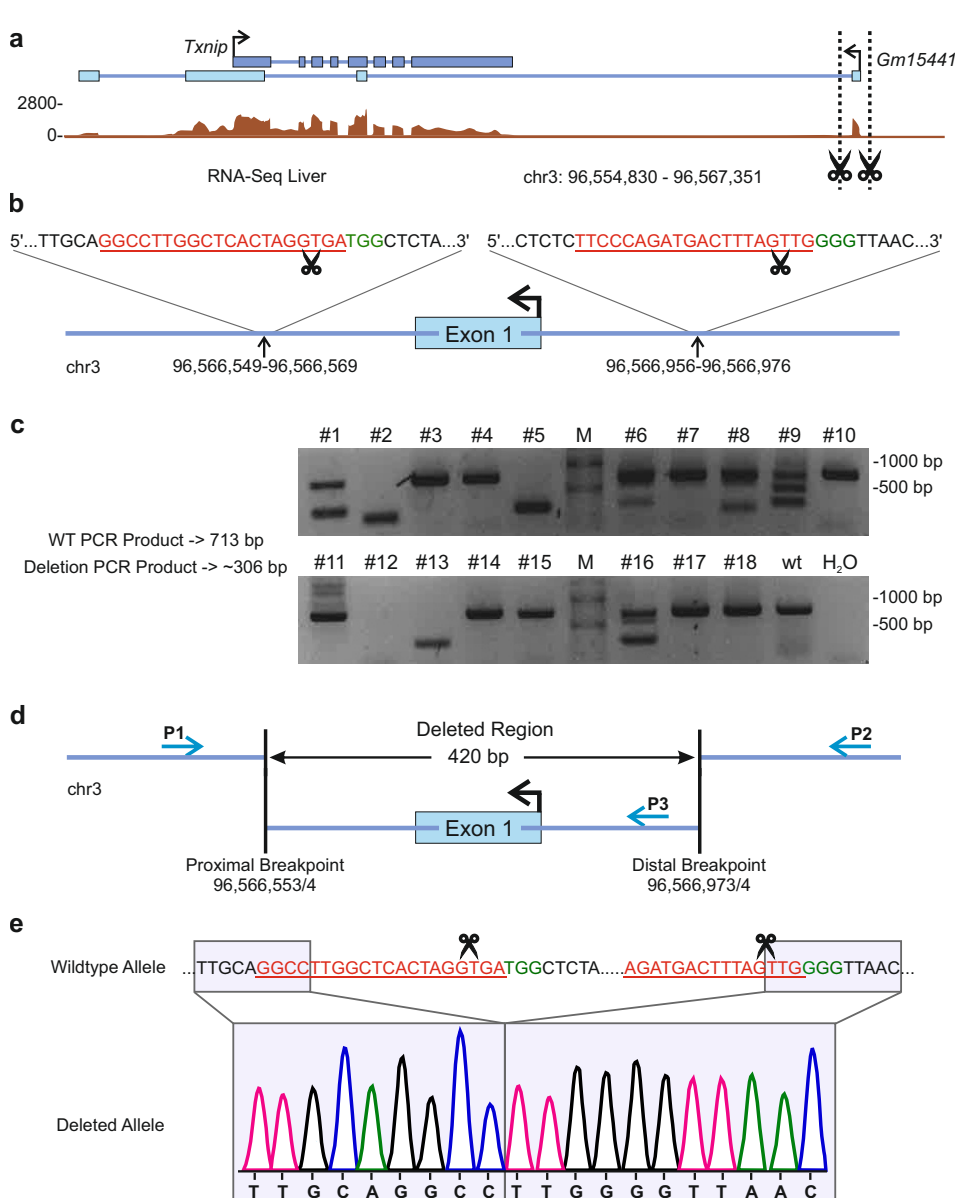 a
Txnip
Gm15441
2800-
0-
RNA-Seq Liver
chr3: 96,554,830 - 96,567,351
b
5'...TTGCAGGCCTTGGCTCACTAGGTGATGGCTCTA...3'
5'...CTCTCTTCCCAGATGACTTTAGTTGGGGTTAAC...3'
Exon 1
chr3
96,566,549-96,566,569
96,566,956-96,566,976
c
#1 #2 #3 #4 #5 M #6 #7 #8 #9 #10
-1000 bp
-500 bp
WT PCR Product -> 713 bp
Deletion PCR Product -> ~306 bp
#11 #12 #13 #14 #15 M #16 #17 #18 wt H₂O
-1000 bp
-500 bp
d
P1
Deleted Region
420 bp
P2
chr3
P3
Exon 1
Proximal Breakpoint
96,566,553/4
Distal Breakpoint
96,566,973/4
e
Wildtype Allele
...TTGCAGGCCTTGGCTCACTAGGTGATGGCTCTA.....AGATGACTTTAGTTGGGGTTAAC...
Deleted Allele
T T G C A G G C C T T G G G G T T A A C